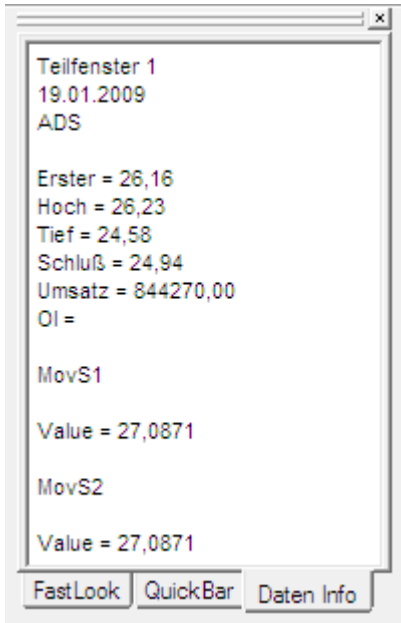 Teilfenster 1
19.01.2009
ADS
Erster = 26,16
Hoch = 26,23
Tief = 24,58
Schluß = 24,94
Umsatz = 844270,00
OI =
MovS1
Value = 27,0871
MovS2
Value = 27,0871
FastLook QuickBar Daten Info